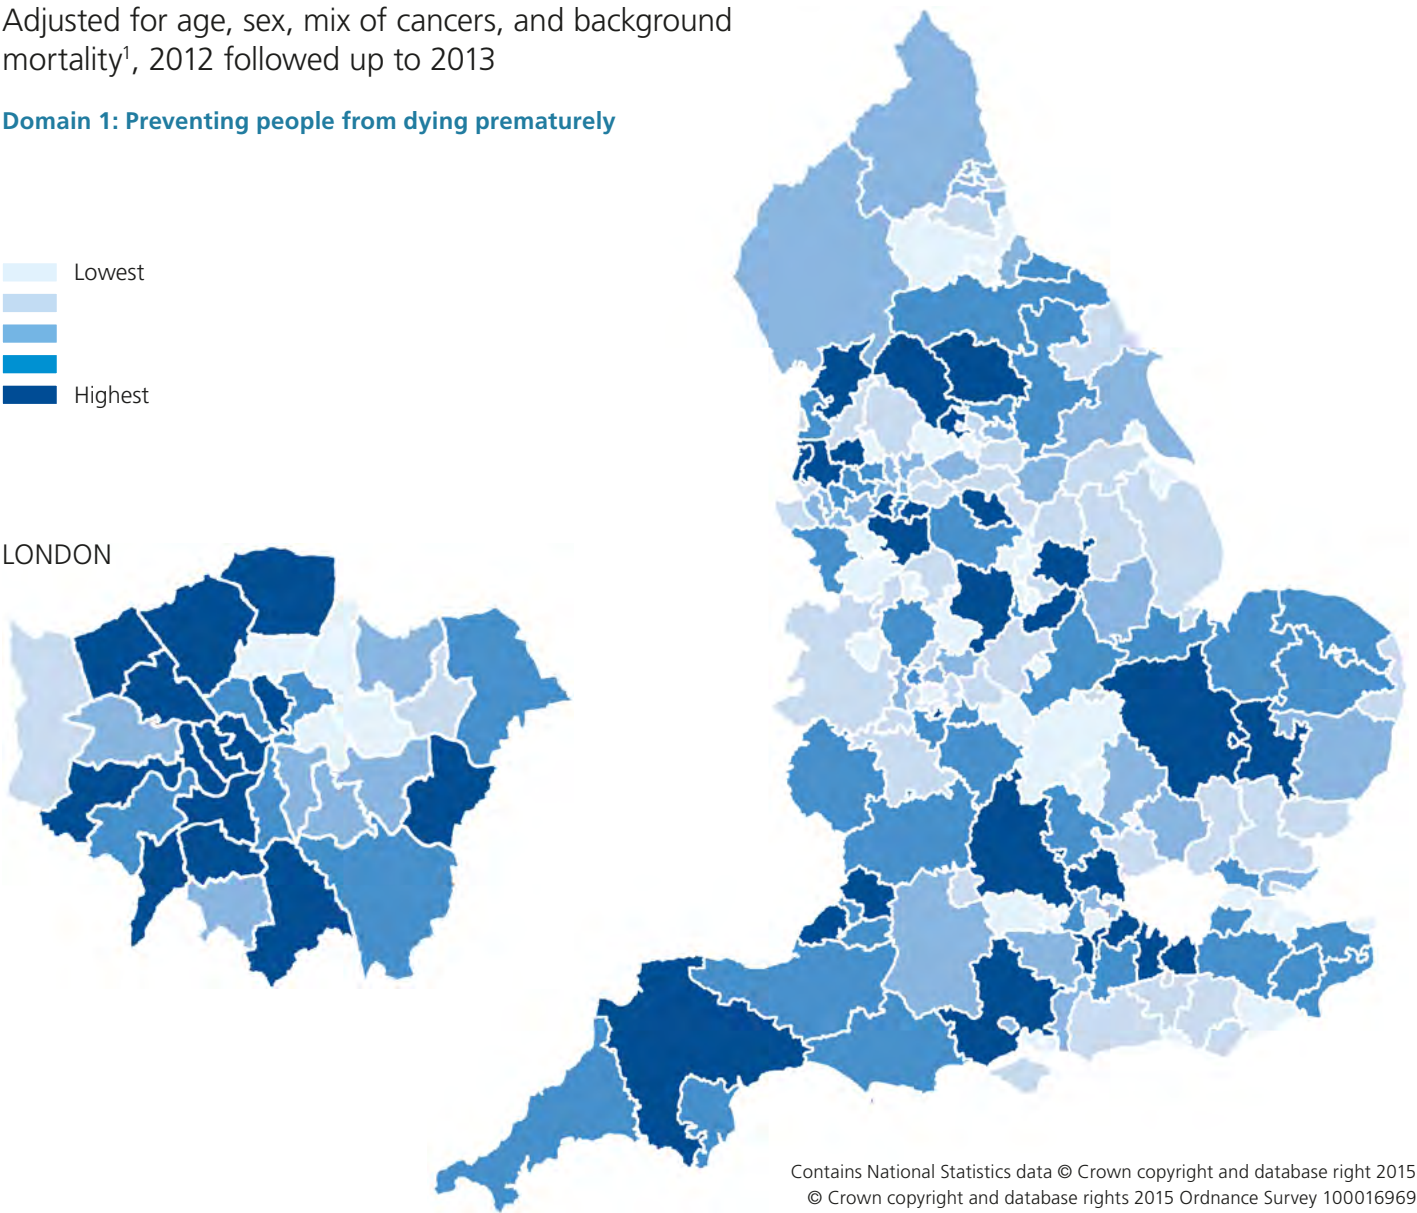 Adjusted for age, sex, mix of cancers, and background
mortality¹, 2012 followed up to 2013
Domain 1: Preventing people from dying prematurely
Lowest
Highest
LONDON
Contains National Statistics data © Crown copyright and database right 2015
© Crown copyright and database rights 2015 Ordnance Survey 100016969